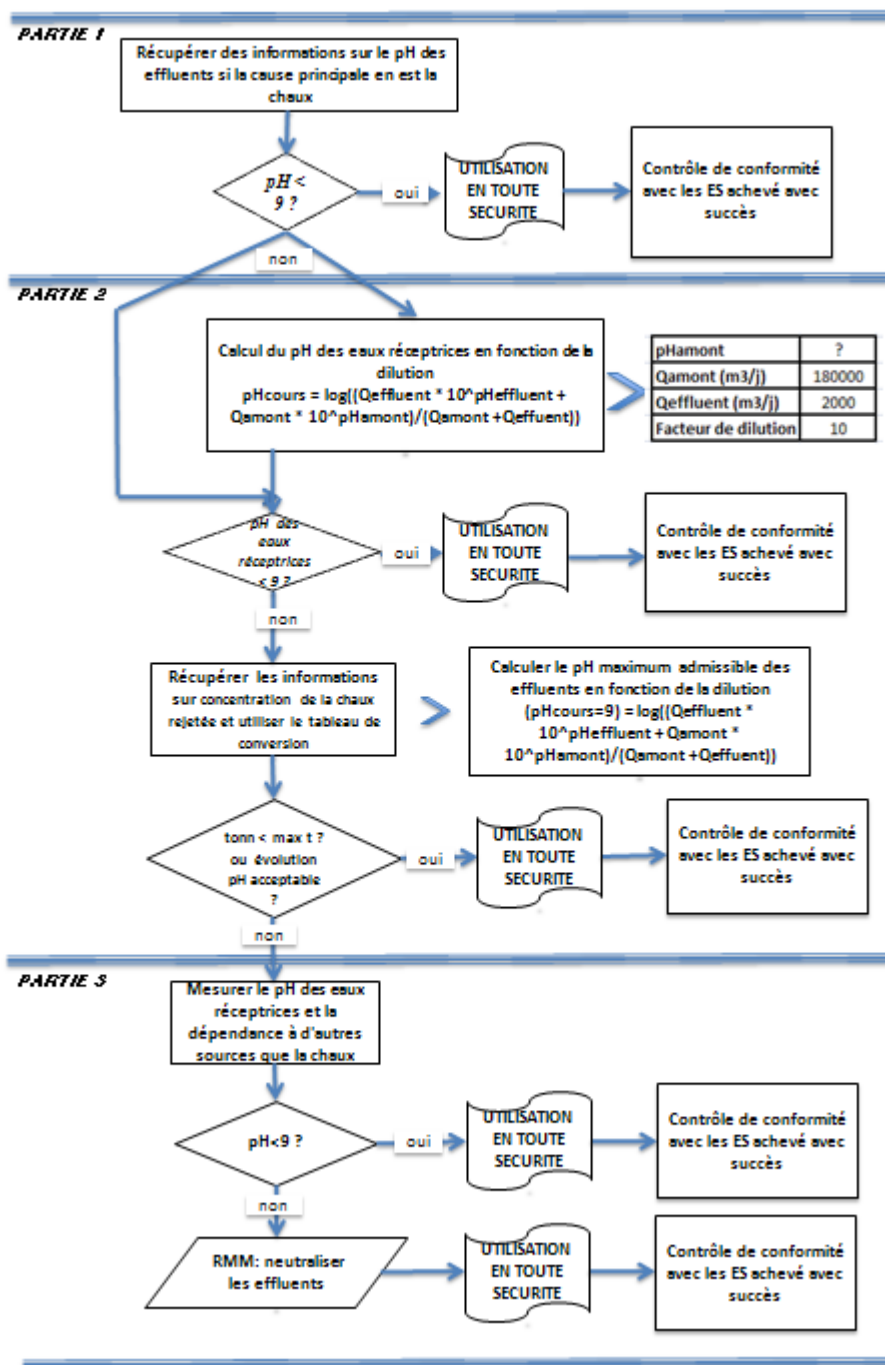 PARTIE 1
Récupérer des informations sur le pH des
effluents si la cause principale en est la
chaux
pH <
9 ?
oui
UTILISATION
EN TOUTE
SECURITE
Contrôle de conformité
avec les ES achevé avec
succès
non
PARTIE 2
Calcul du pH des eaux réceptrices en fonction de la
dilution
pHcours = log((Qeffluent * 10^pHeffluent +
Qamont * 10^pHamont)/(Qamont +Qeffuent))
pHamont ?
Qamont (m3/j) 180000
Qeffluent (m3/j) 2000
Facteur de dilution 10
pH des
eaux
réceptrices
< 9 ?
oui
UTILISATION
EN TOUTE
SECURITE
Contrôle de conformité
avec les ES achevé avec
succès
non
Récupérer les informations
sur concentration de la chaux
rejetée et utiliser le tableau de
conversion
Calculer le pH maximum admissible des
effluents en fonction de la dilution
(pHcours=9) = log((Qeffluent *
10^pHeffluent + Qamont *
10^pHamont)/(Qamont +Qeffuent))
tonn < max t ?
ou évolution
pH acceptable
?
oui
UTILISATION
EN TOUTE
SECURITE
Contrôle de conformité
avec les ES achevé avec
succès
non
PARTIE 3
Mesurer le pH des eaux
réceptrices et la
dépendance à d'autres
sources que la chaux
pH<9 ?
oui
UTILISATION
EN TOUTE
SECURITE
Contrôle de conformité
avec les ES achevé avec
succès
non
RMM: neutraliser
les effluents
UTILISATION
EN TOUTE
SECURITE
Contrôle de conformité
avec les ES achevé avec
succès